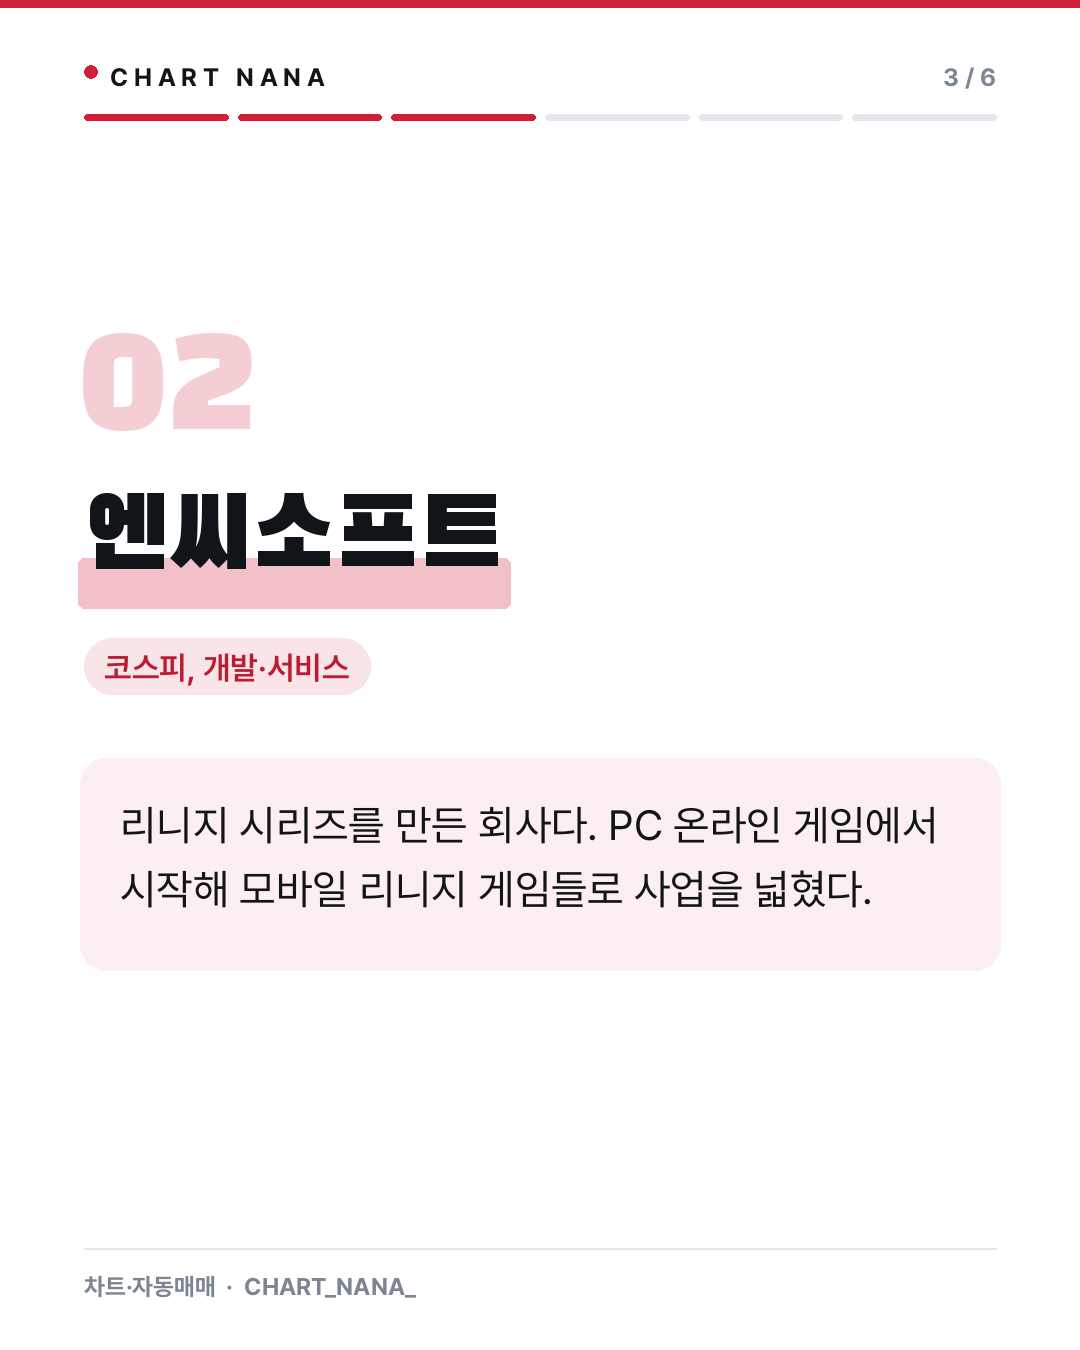 CHART NANA
3 / 6
02
엔씨소프트
코스피, 개발·서비스
리니지 시리즈를 만든 회사다. PC 온라인 게임에서
시작해 모바일 리니지 게임들로 사업을 넓혔다.
차트·자동매매 · CHART_NANA_